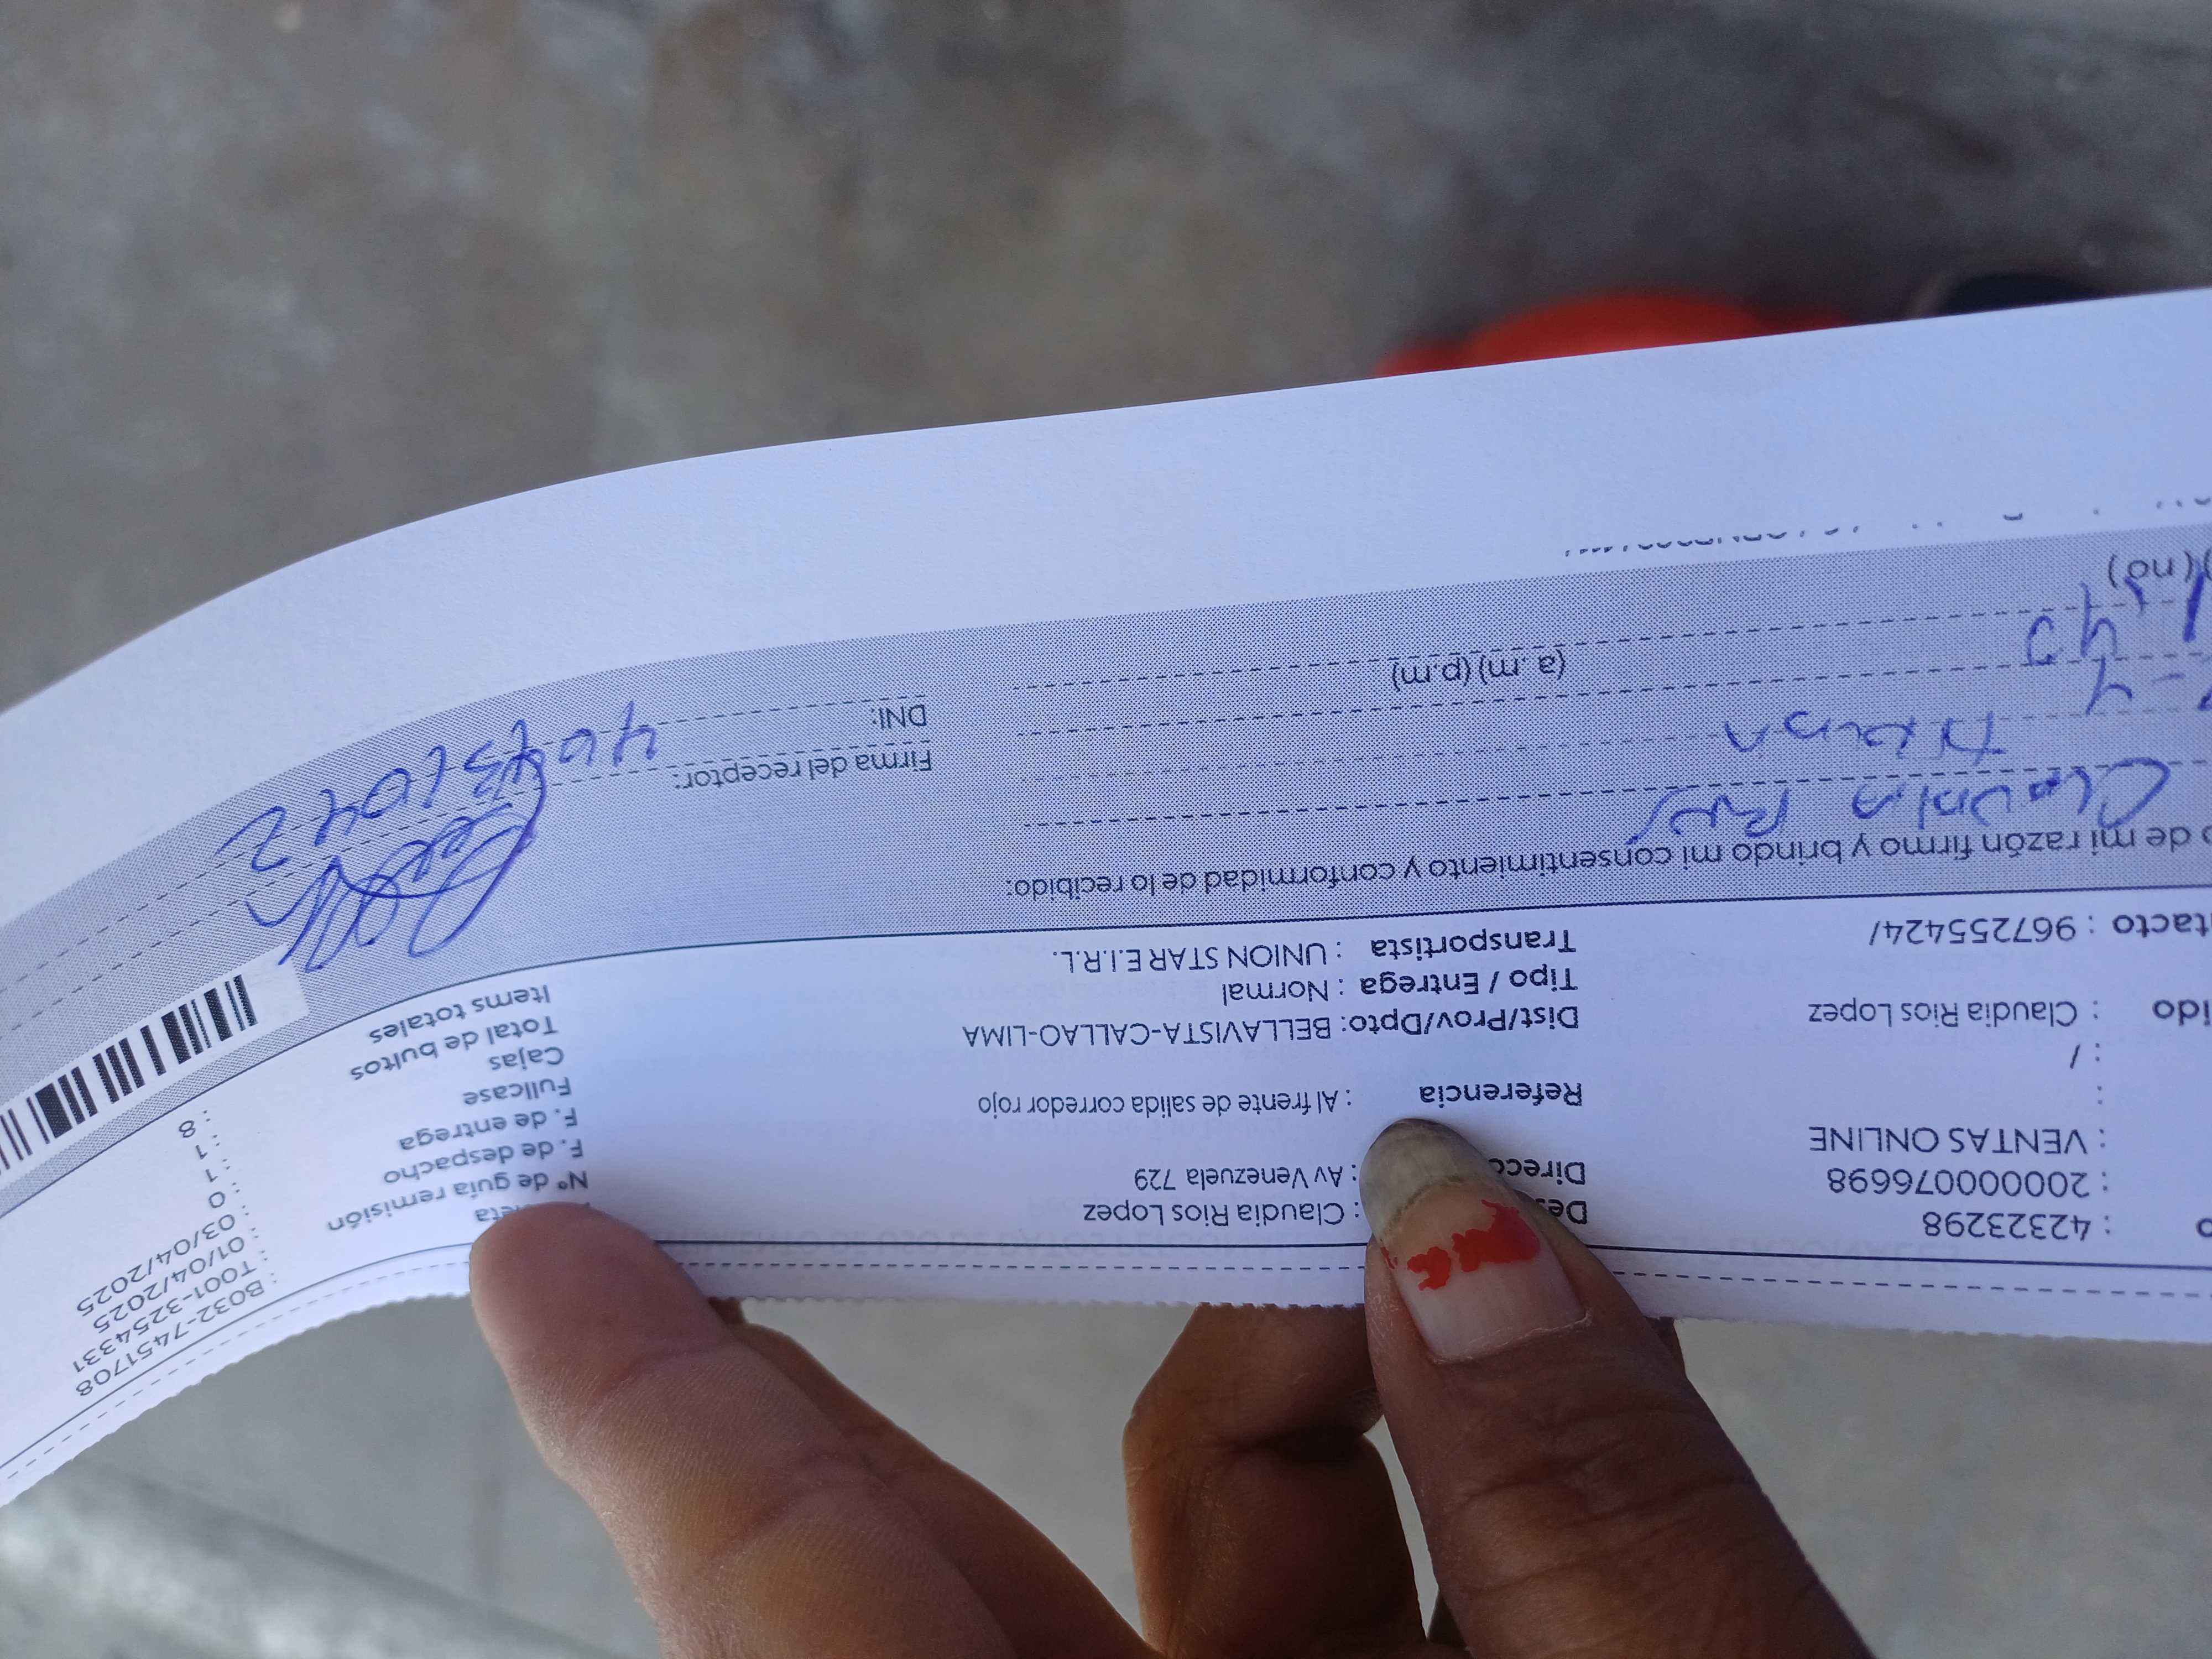 : 42323298
: 20000076698
: VENTAS ONLINE
:
: /
ido : Claudia Rios Lopez
tacto : 967255424/
Des : Claudia Rios Lopez
Direcc : Av Venezuela 729
Referencia : Al frente de salida corredor rojo
Dist/Prov/Dpto: BELLAVISTA-CALLAO-LIMA
Tipo / Entrega : Normal
Transportista : UNION STAR E.I.R.L.
leta : B032-7451708
N° de guía remisión : T001-3254331
F. de despacho : 01/04/2025
F. de entrega : 03/04/2025
Fullcase : 0
Cajas : 1
Total de bultos : 1
Items totales : 8
de mi razón firmo y brindo mi consentimiento y conformidad de lo recibido:
Claudia Rios
(a. m) (p.m)
(no)
Firma del receptor:
DNI: